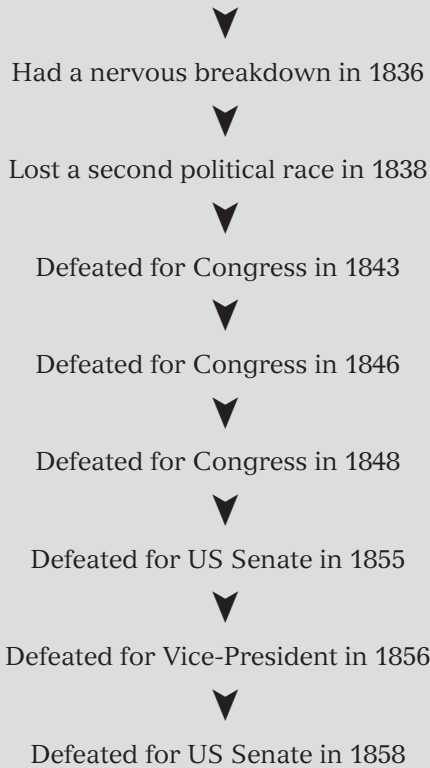 Had a nervous breakdown in 1836
Lost a second political race in 1838
Defeated for Congress in 1843
Defeated for Congress in 1846
Defeated for Congress in 1848
Defeated for US Senate in 1855
Defeated for Vice-President in 1856
Defeated for US Senate in 1858